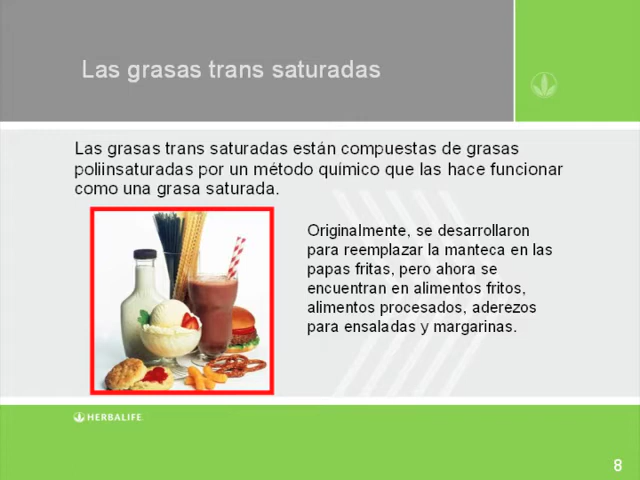 Las grasas trans saturadas
Las grasas trans saturadas están compuestas de grasas
poliinsaturadas por un método químico que las hace funcionar
como una grasa saturada.
Originalmente, se desarrollaron
para reemplazar la manteca en las
papas fritas, pero ahora se
encuentran en alimentos fritos,
alimentos procesados, aderezos
para ensaladas y margarinas.
HERBALIFE
8